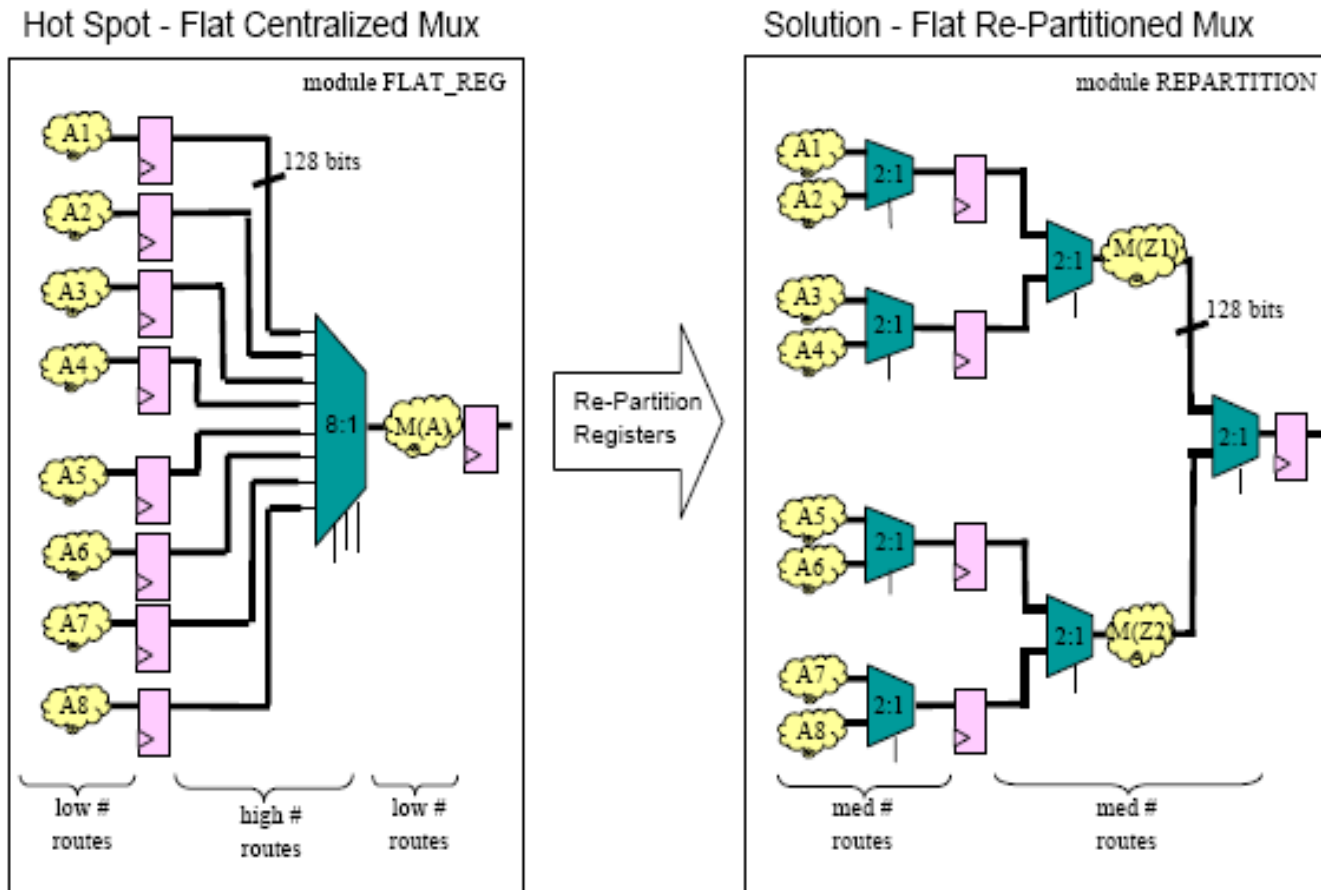 Hot Spot - Flat Centralized Mux
module FLAT_REG
A1
128 bits
A2
A3
A4
8:1
M(A)
A5
A6
A7
A8
low #
routes
high #
routes
low #
routes
Re-Partition
Registers
Solution - Flat Re-Partitioned Mux
module REPARTITION
A1
2:1
A2
2:1
M(Z1)
A3
2:1
A4
128 bits
2:1
A5
2:1
A6
2:1
M(Z2)
A7
2:1
A8
med #
routes
med #
routes